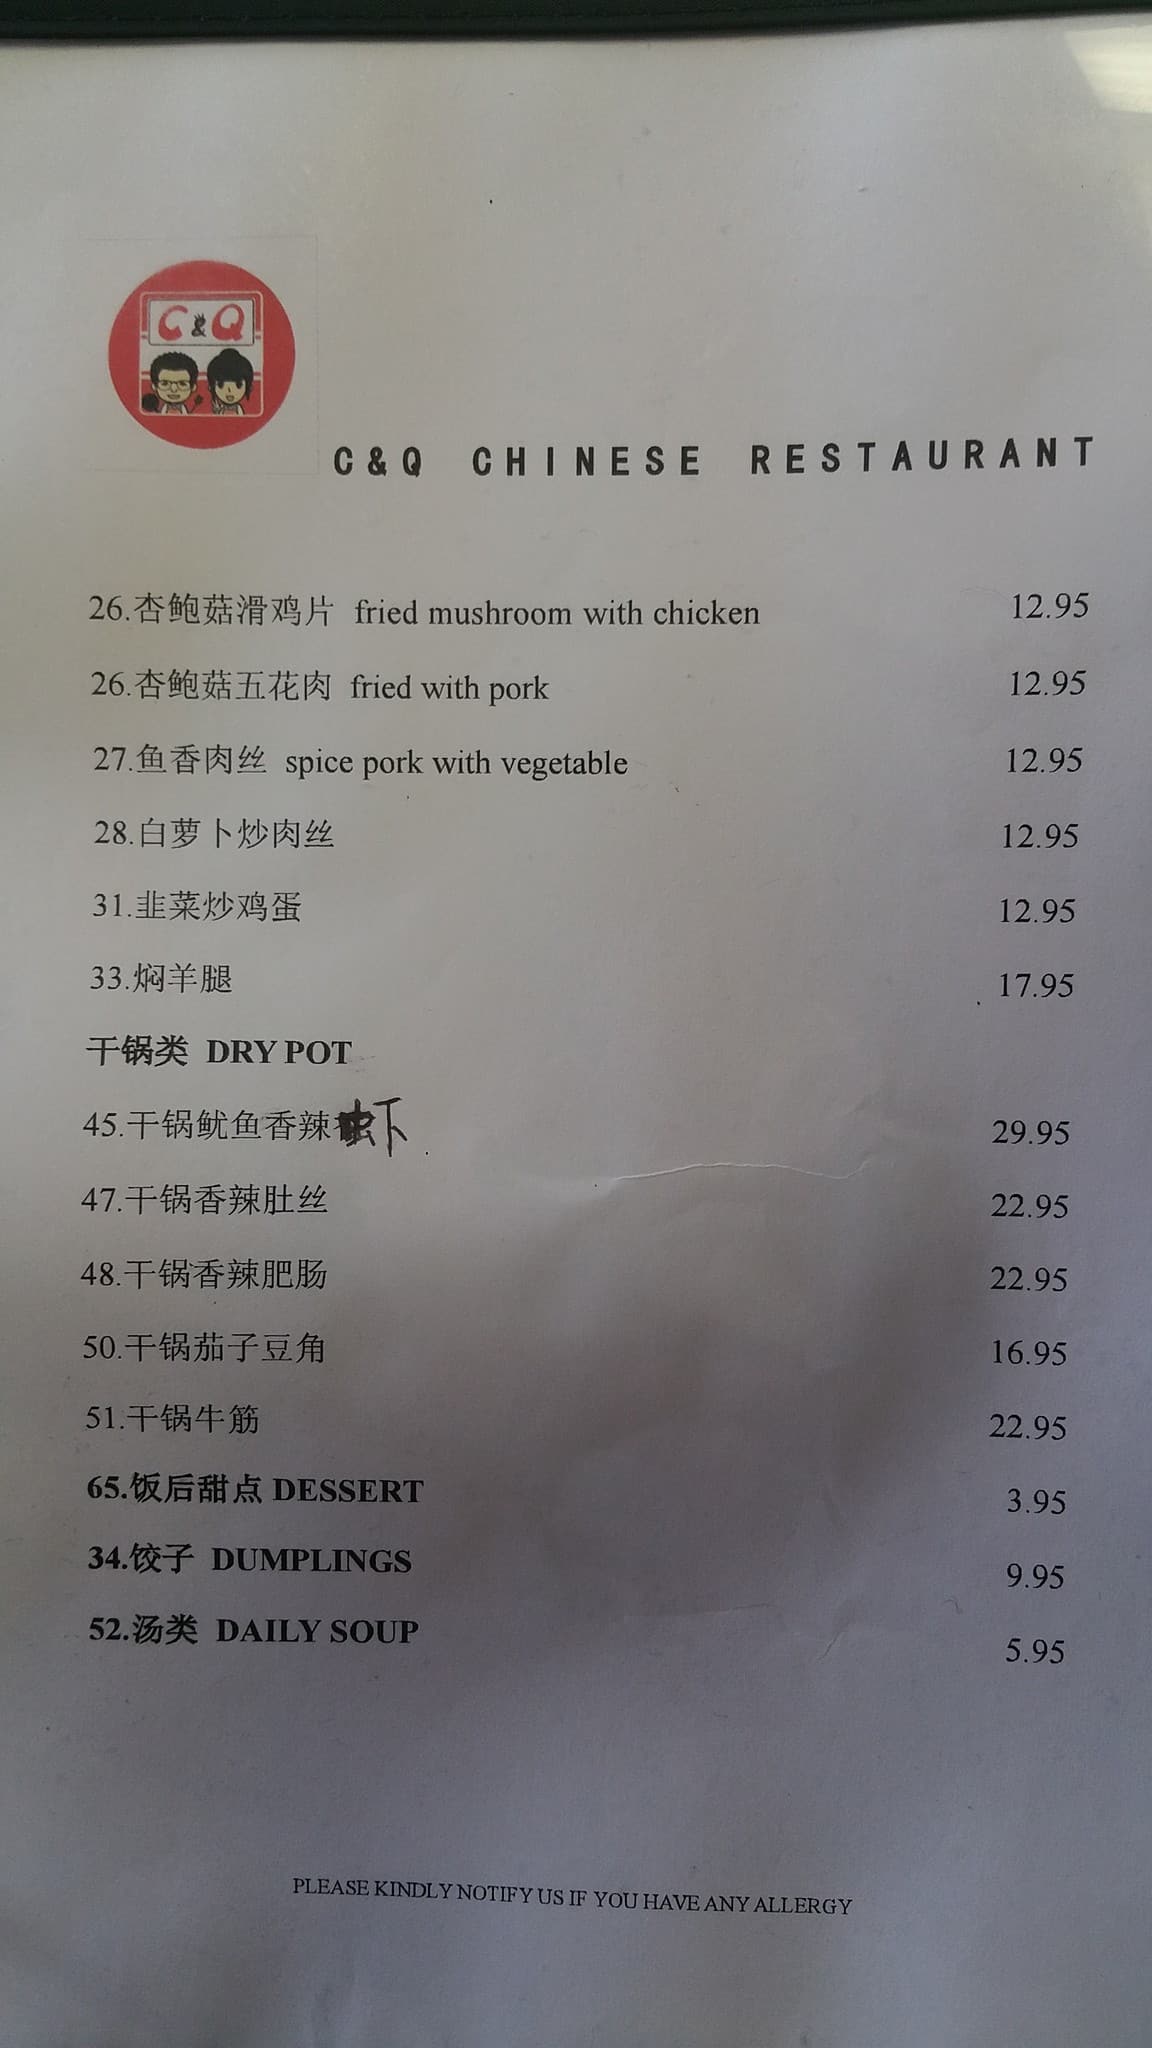 C&Q
C&Q CHINESE RESTAURANT
26.杏鲍菇滑鸡片 fried mushroom with chicken 12.95
26.杏鲍菇五花肉 fried with pork 12.95
27.鱼香肉丝 spice pork with vegetable 12.95
28.白萝卜炒肉丝 12.95
31.韭菜炒鸡蛋 12.95
33.焖羊腿 17.95
干锅类 DRY POT
45.干锅鱿鱼香辣虾 29.95
47.干锅香辣肚丝 22.95
48.干锅香辣肥肠 22.95
50.干锅茄子豆角 16.95
51.干锅牛筋 22.95
65.饭后甜点 DESSERT 3.95
34.饺子 DUMPLINGS 9.95
52.汤类 DAILY SOUP 5.95
PLEASE KINDLY NOTIFY US IF YOU HAVE ANY ALLERGY